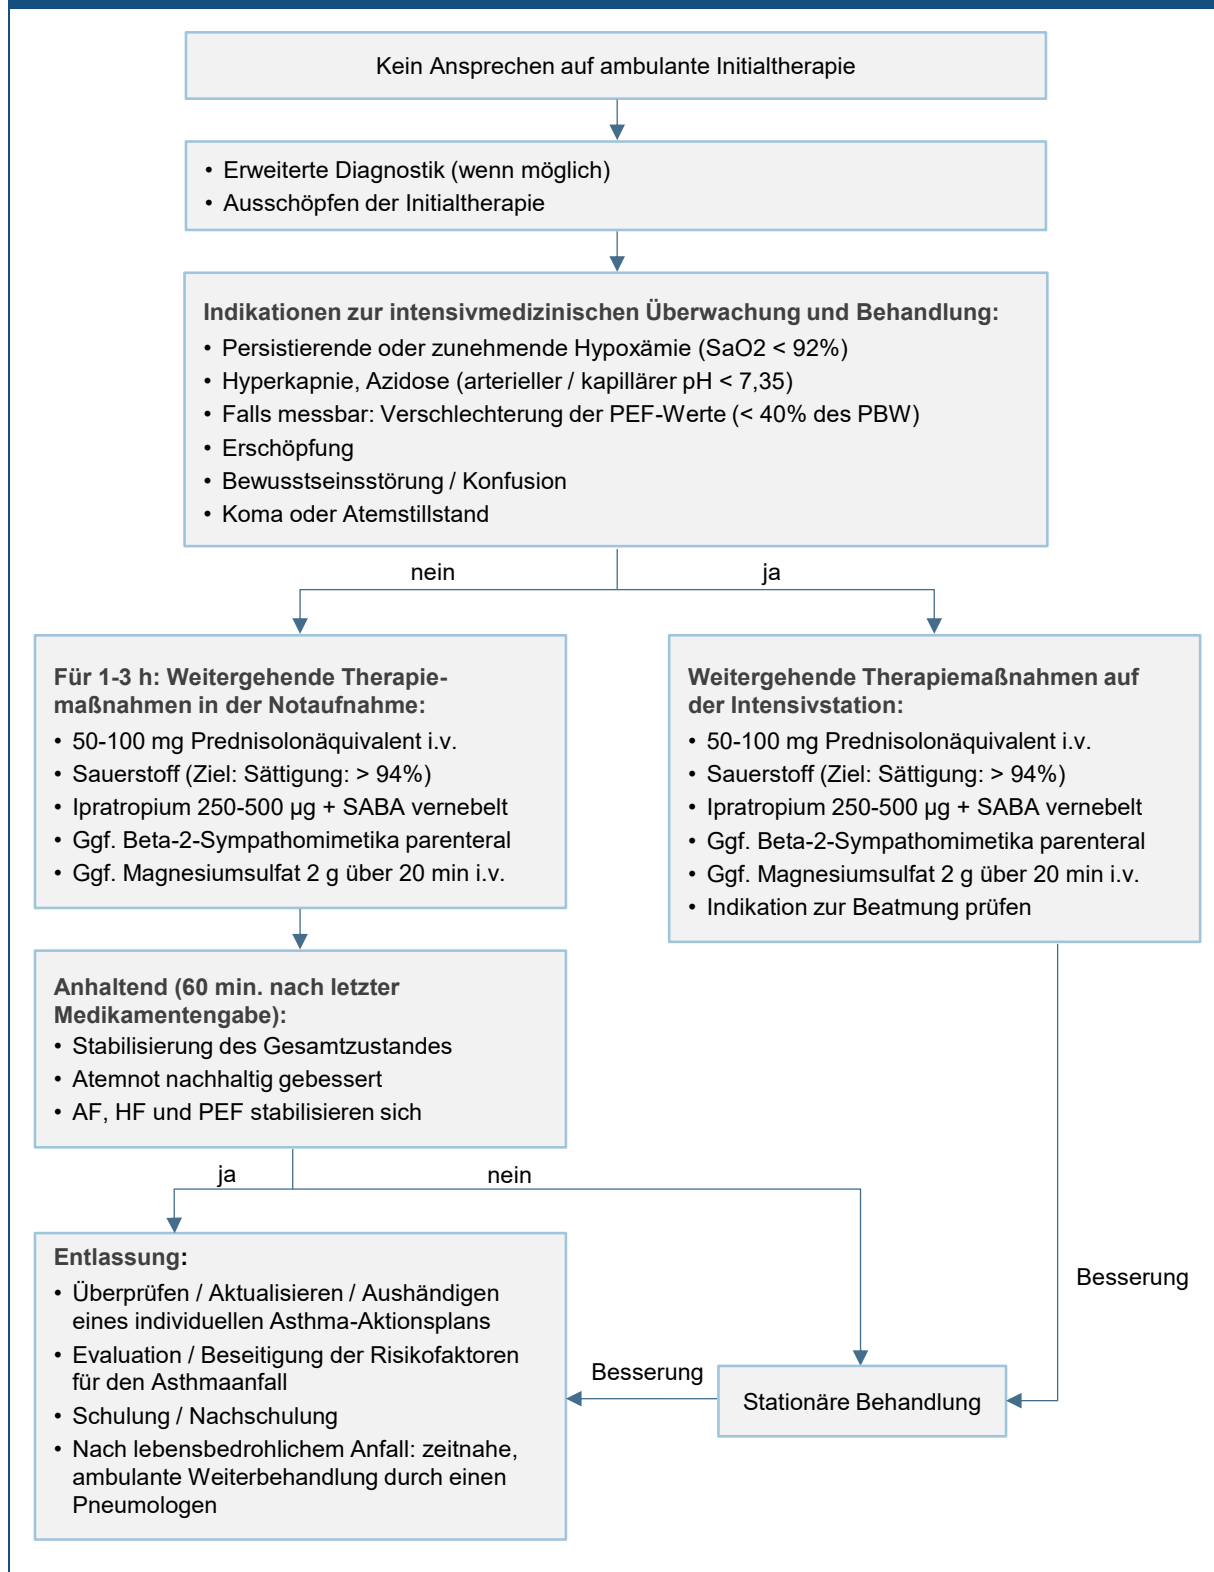 Kein Ansprechen auf ambulante Initialtherapie
• Erweiterte Diagnostik (wenn möglich)
• Ausschöpfen der Initialtherapie
Indikationen zur intensivmedizinischen Überwachung und Behandlung:
• Persistierende oder zunehmende Hypoxämie (SaO2 < 92%)
• Hyperkapnie, Azidose (arterieller / kapillärer pH < 7,35)
• Falls messbar: Verschlechterung der PEF-Werte (< 40% des PBW)
• Erschöpfung
• Bewusstseinsstörung / Konfusion
• Koma oder Atemstillstand
nein
ja
Für 1-3 h: Weitergehende Therapie-
maßnahmen in der Notaufnahme:
• 50-100 mg Prednisolonäquivalent i.v.
• Sauerstoff (Ziel: Sättigung: > 94%)
• Ipratropium 250-500 µg + SABA vernebelt
• Ggf. Beta-2-Sympathomimetika parenteral
• Ggf. Magnesiumsulfat 2 g über 20 min i.v.
Weitergehende Therapiemaßnahmen auf
der Intensivstation:
• 50-100 mg Prednisolonäquivalent i.v.
• Sauerstoff (Ziel: Sättigung: > 94%)
• Ipratropium 250-500 µg + SABA vernebelt
• Ggf. Beta-2-Sympathomimetika parenteral
• Ggf. Magnesiumsulfat 2 g über 20 min i.v.
• Indikation zur Beatmung prüfen
Anhaltend (60 min. nach letzter
Medikamentengabe):
• Stabilisierung des Gesamtzustandes
• Atemnot nachhaltig gebessert
• AF, HF und PEF stabilisieren sich
ja
nein
Entlassung:
• Überprüfen / Aktualisieren / Aushändigen
eines individuellen Asthma-Aktionsplans
• Evaluation / Beseitigung der Risikofaktoren
für den Asthmaanfall
• Schulung / Nachschulung
• Nach lebensbedrohlichem Anfall: zeitnahe,
ambulante Weiterbehandlung durch einen
Pneumologen
Besserung
Stationäre Behandlung
Besserung